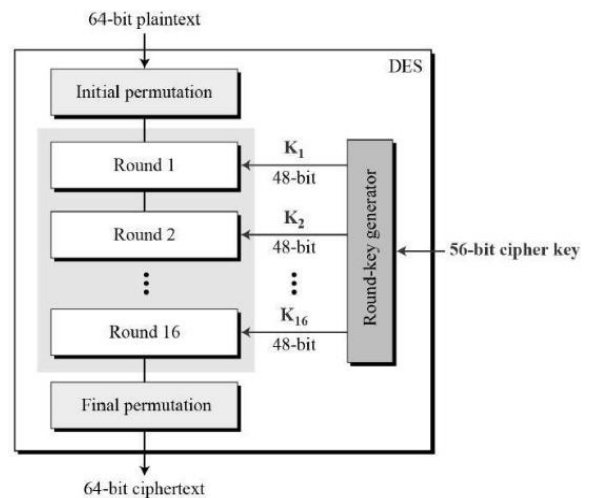 64-bit plaintext
DES
Initial permutation
Round 1
K1
48-bit
Round 2
K2
48-bit
Round-key generator
56-bit cipher key
Round 16
K16
48-bit
Final permutation
64-bit ciphertext